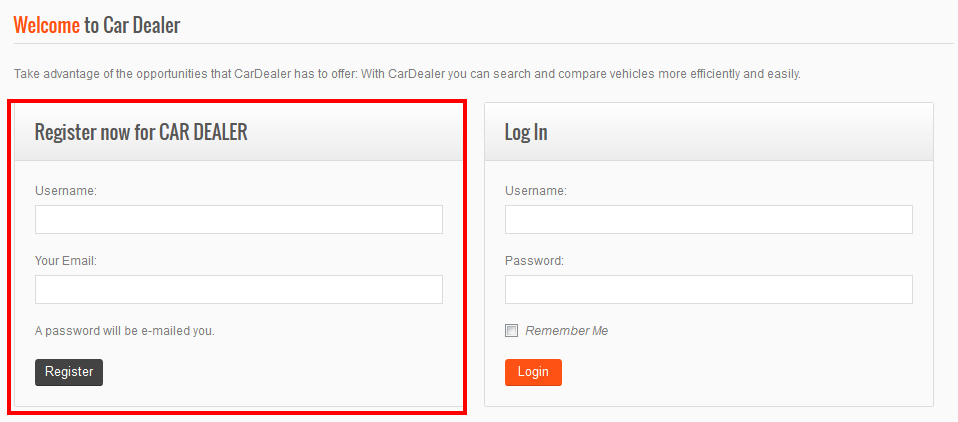 Welcome to Car Dealer
Take advantage of the opportunities that CarDealer has to offer: With CarDealer you can search and compare vehicles more efficiently and easily.
Register now for CAR DEALER
Username:
Your Email:
A password will be e-mailed you.
Register
Log In
Username:
Password:
Remember Me
Login